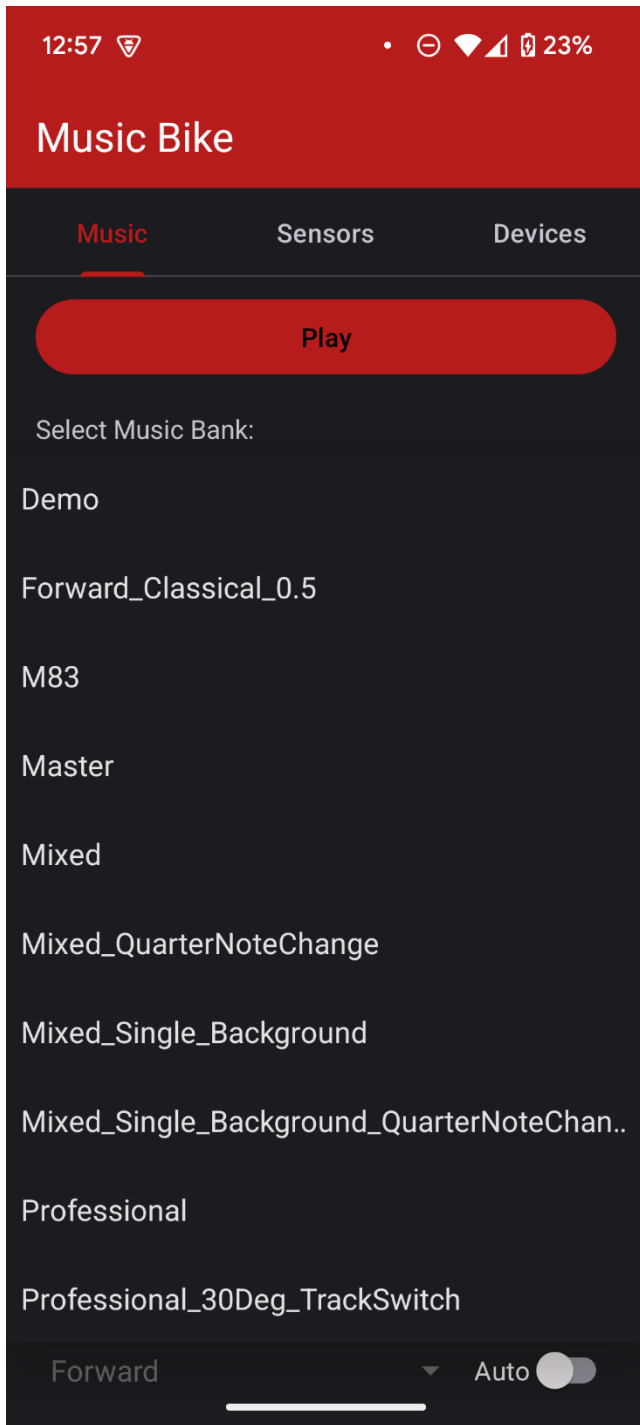 12:57 23%
Music Bike
Music Sensors Devices
Play
Select Music Bank:
Demo
Forward_Classical_0.5
M83
Master
Mixed
Mixed_QuarterNoteChange
Mixed_Single_Background
Mixed_Single_Background_QuarterNoteChan..
Professional
Professional_30Deg_TrackSwitch
Forward Auto